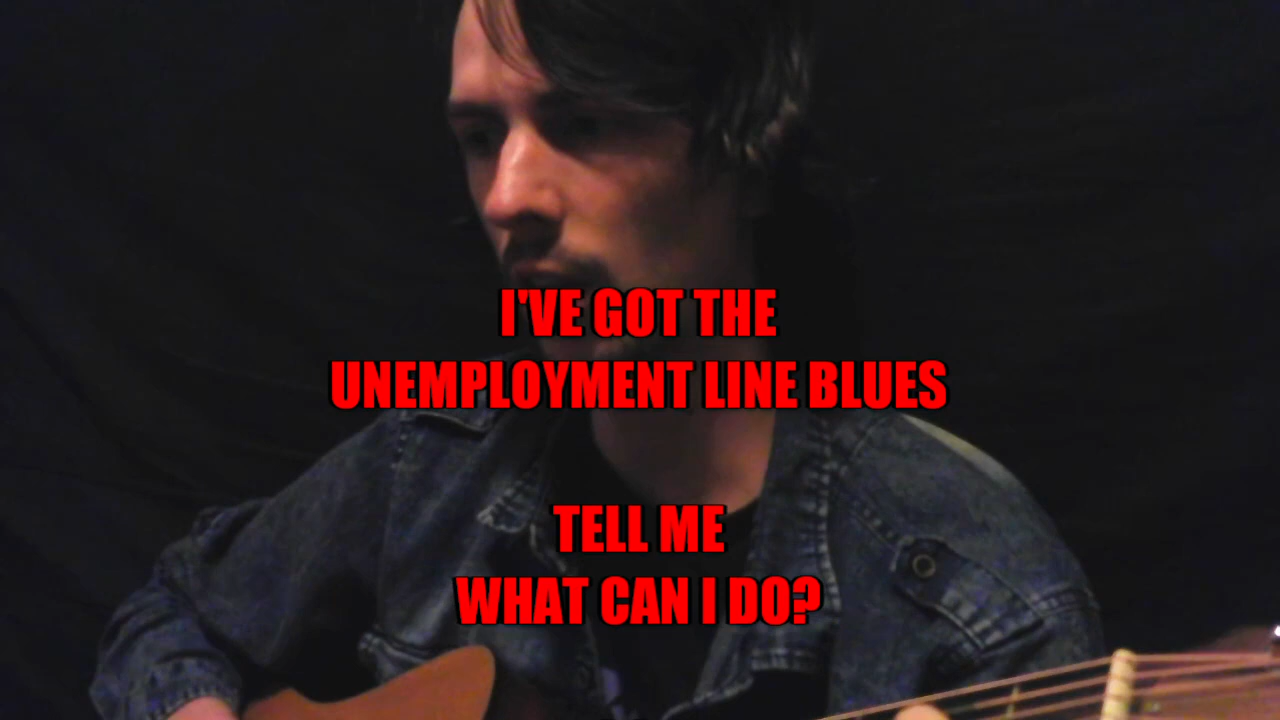 I'VE GOT THE
UNEMPLOYMENT LINE BLUES
TELL ME
WHAT CAN I DO?